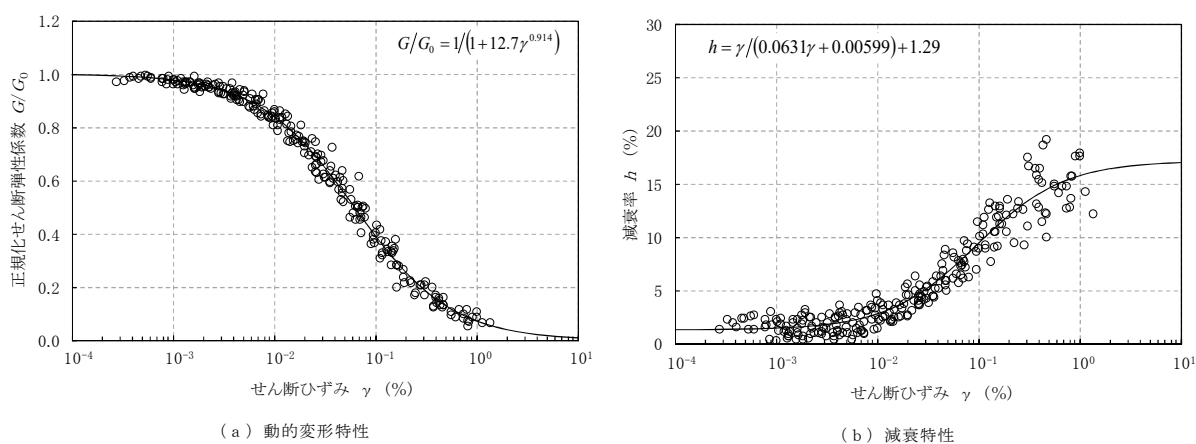 1.2
1.0
0.8
0.6
0.4
0.2
0.0
正規化せん断弾性係数 G/G₀
G/G₀ = 1/(1+12.7γ^0.914)
10⁻⁴ 10⁻³ 10⁻² 10⁻¹ 10⁰ 10¹
せん断ひずみ γ (%)
(a) 動的変形特性
30
25
20
15
10
5
0
減衰率 h (%)
h = γ/(0.0631γ+0.00599)+1.29
10⁻⁴ 10⁻³ 10⁻² 10⁻¹ 10⁰ 10¹
せん断ひずみ γ (%)
(b) 減衰特性